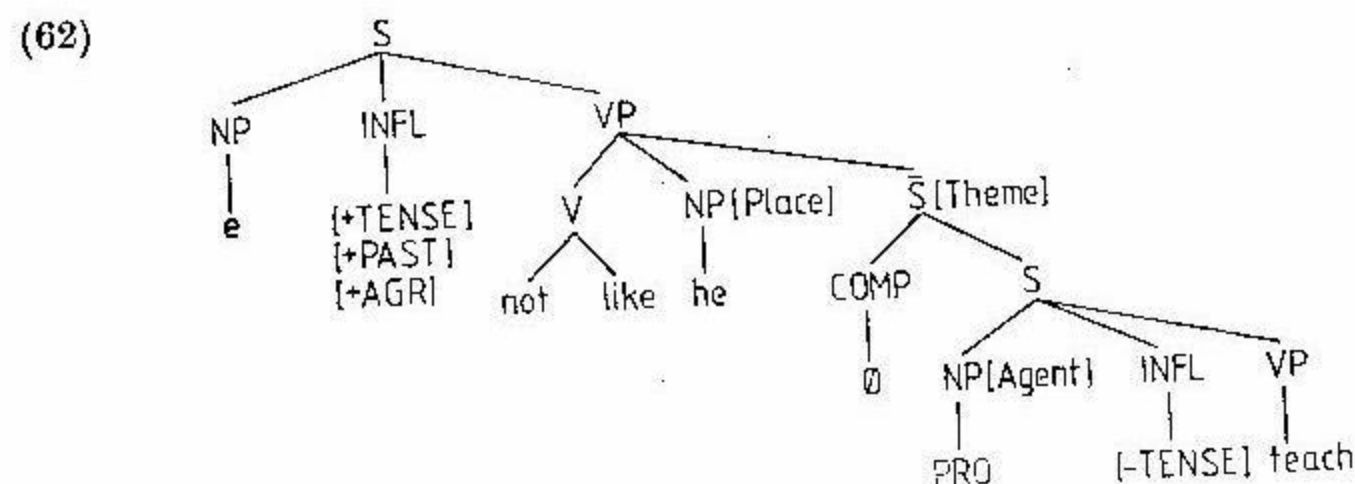 (62)
S
NP INFL VP
e [+TENSE] V NP[Place] S̄[Theme]
[+PAST]
[+AGR] not like he COMP S
Ø NP[Agent] INFL VP
PRO [-TENSE] teach